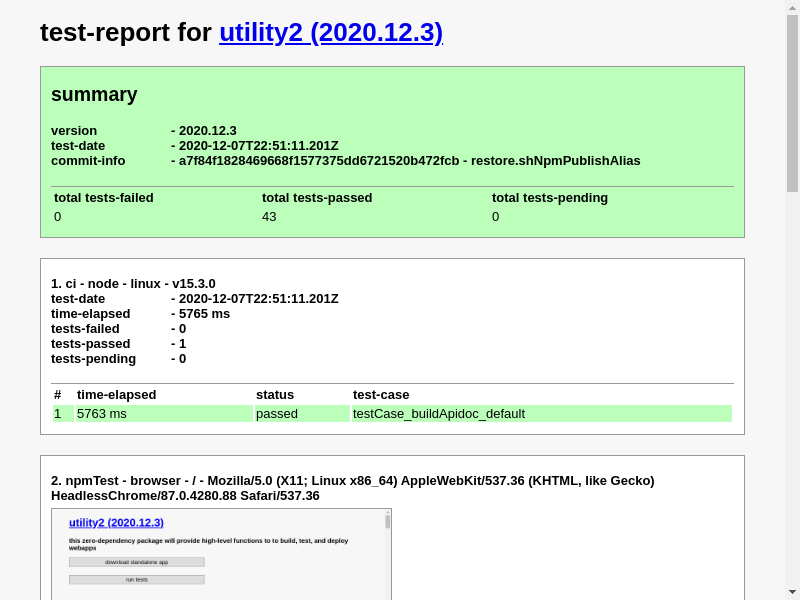 test-report for utility2 (2020.12.3)
summary
version - 2020.12.3
test-date - 2020-12-07T22:51:11.201Z
commit-info - a7f84f1828469668f1577375dd6721520b472fcb - restore.shNpmPublishAlias
total tests-failed total tests-passed total tests-pending
0 43 0
1. ci - node - linux - v15.3.0
test-date - 2020-12-07T22:51:11.201Z
time-elapsed - 5765 ms
tests-failed - 0
tests-passed - 1
tests-pending - 0
# time-elapsed status test-case
1 5763 ms passed testCase_buildApidoc_default
2. npmTest - browser - / - Mozilla/5.0 (X11; Linux x86_64) AppleWebKit/537.36 (KHTML, like Gecko)
HeadlessChrome/87.0.4280.88 Safari/537.36
utility2 (2020.12.3)
this zero-dependency package will provide high-level functions to to build, test, and deploy
webapps
download standalone app
run tests